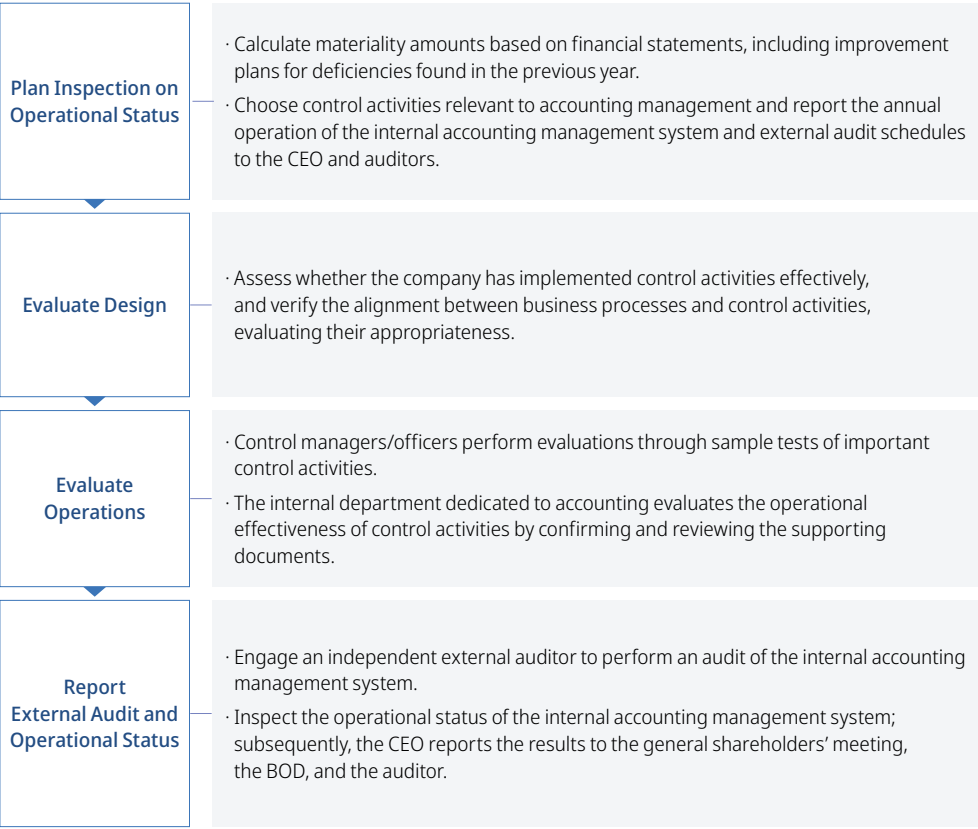 Plan Inspection on
Operational Status
· Calculate materiality amounts based on financial statements, including improvement
plans for deficiencies found in the previous year.
· Choose control activities relevant to accounting management and report the annual
operation of the internal accounting management system and external audit schedules
to the CEO and auditors.
Evaluate Design
· Assess whether the company has implemented control activities effectively,
and verify the alignment between business processes and control activities,
evaluating their appropriateness.
Evaluate
Operations
· Control managers/officers perform evaluations through sample tests of important
control activities.
· The internal department dedicated to accounting evaluates the operational
effectiveness of control activities by confirming and reviewing the supporting
documents.
Report
External Audit and
Operational Status
· Engage an independent external auditor to perform an audit of the internal accounting
management system.
· Inspect the operational status of the internal accounting management system;
subsequently, the CEO reports the results to the general shareholders’ meeting,
the BOD, and the auditor.